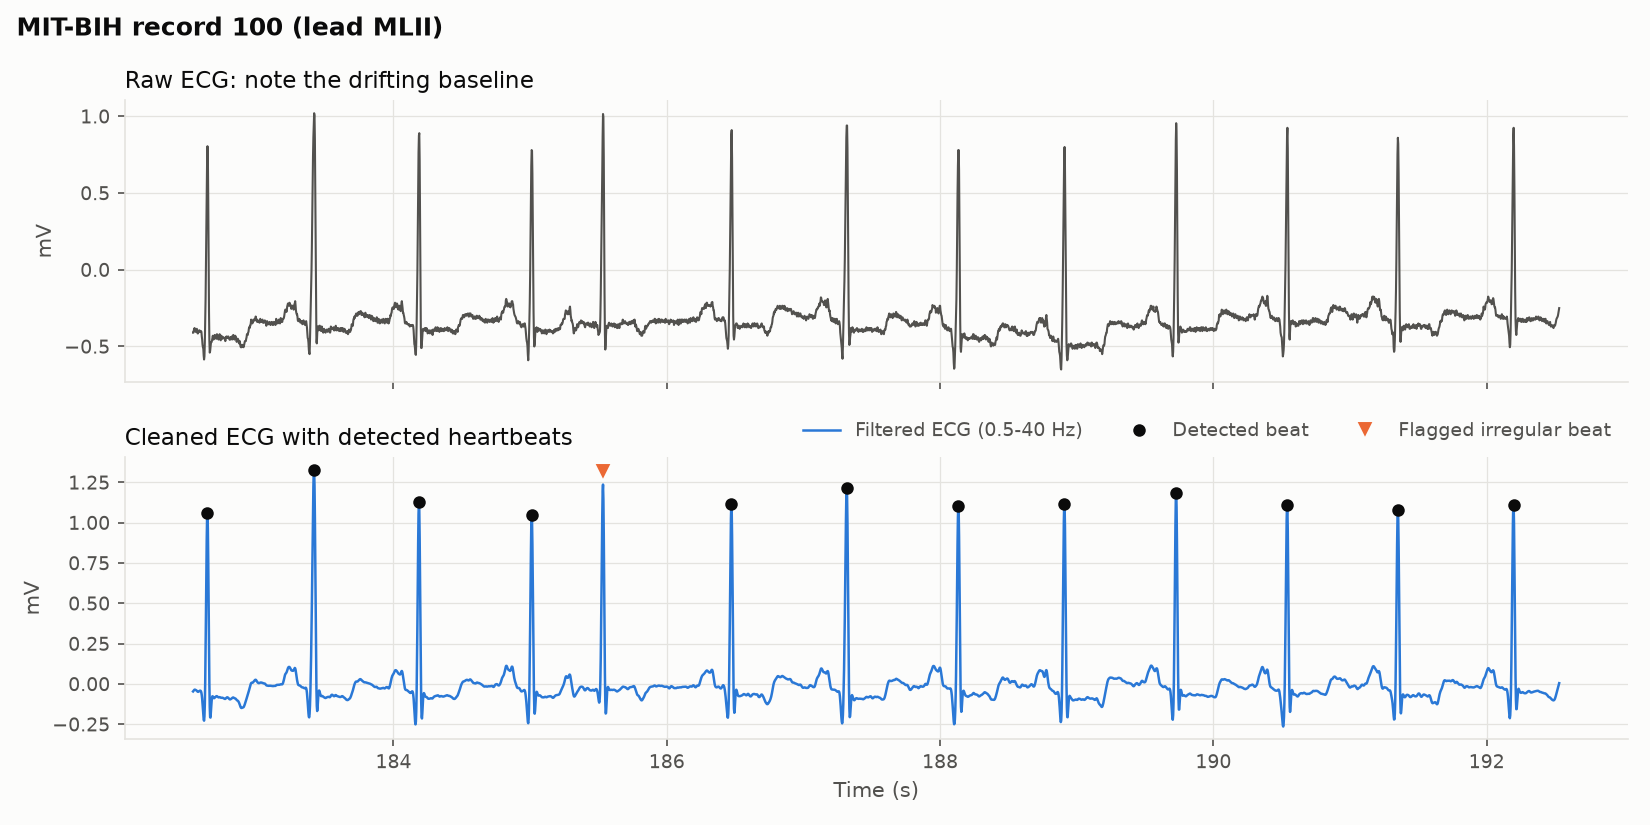 MIT-BIH record 100 (lead MLII)
Raw ECG: note the drifting baseline
1.0
0.5
0.0
−0.5
mV
Cleaned ECG with detected heartbeats
Filtered ECG (0.5-40 Hz)
Detected beat
Flagged irregular beat
1.25
1.00
0.75
0.50
0.25
0.00
−0.25
mV
184
186
188
190
192
Time (s)